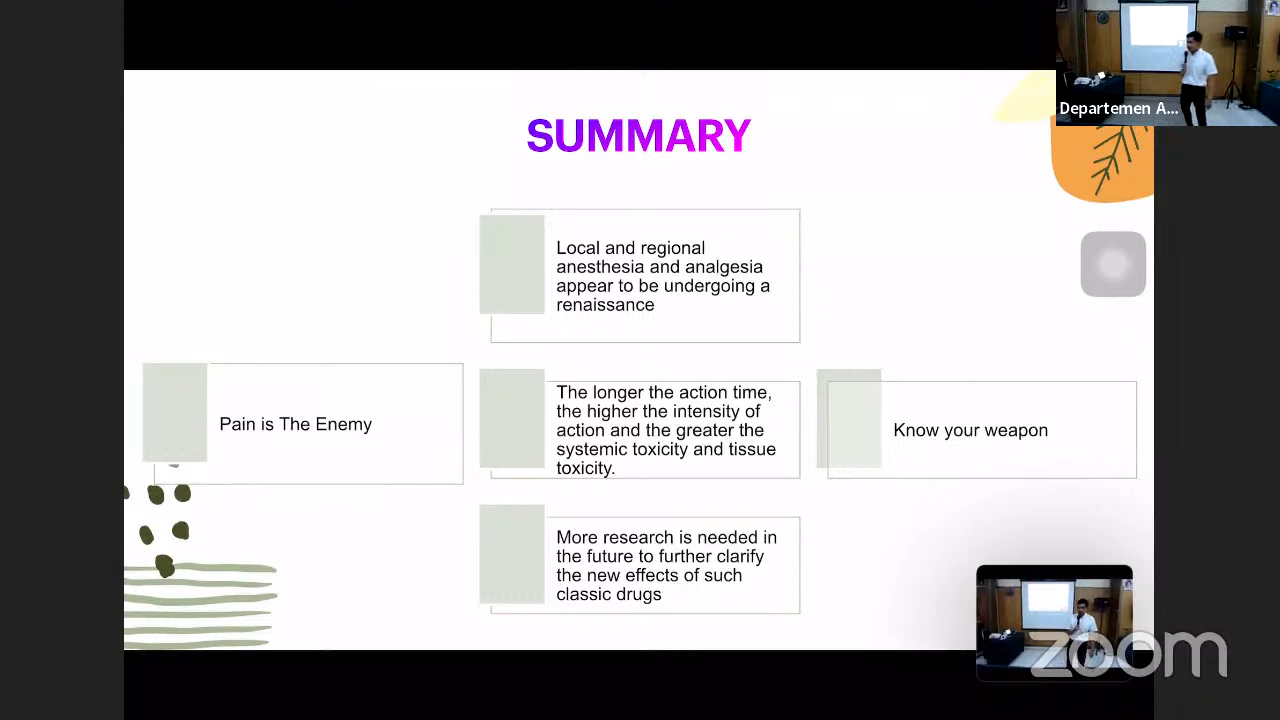 Departemen A...
SUMMARY
Local and regional
anesthesia and analgesia
appear to be undergoing a
renaissance
Pain is The Enemy
The longer the action time,
the higher the intensity of
action and the greater the
systemic toxicity and tissue
toxicity.
Know your weapon
More research is needed in
the future to further clarify
the new effects of such
classic drugs
zoom